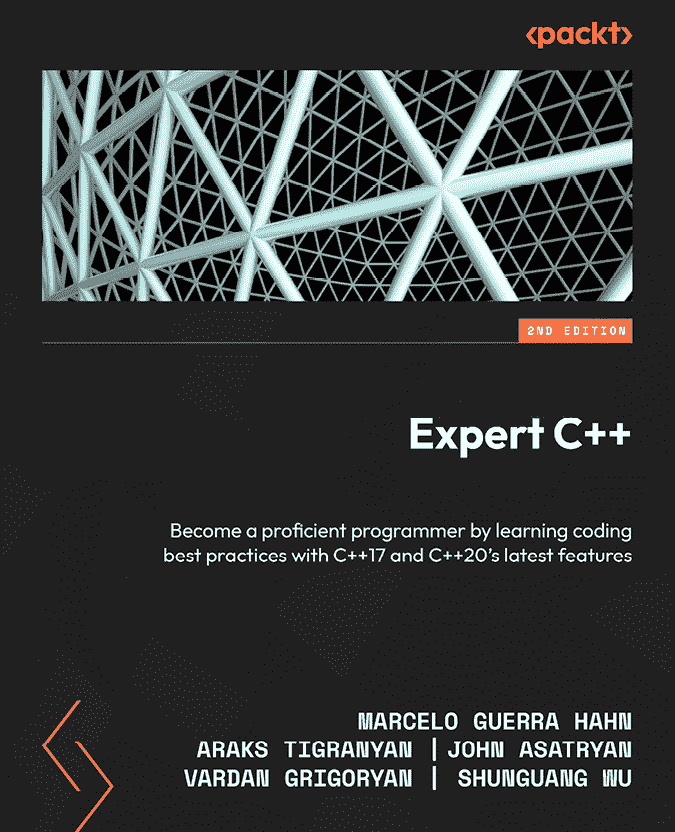 <packt>
2ND EDITION
Expert C++
Become a proficient programmer by learning coding
best practices with C++17 and C++20's latest features
MARCELO GUERRA HAHN
ARAKS TIGRANYAN | JOHN ASATRYAN
VARDAN GRIGORYAN | SHUNGUANG WU